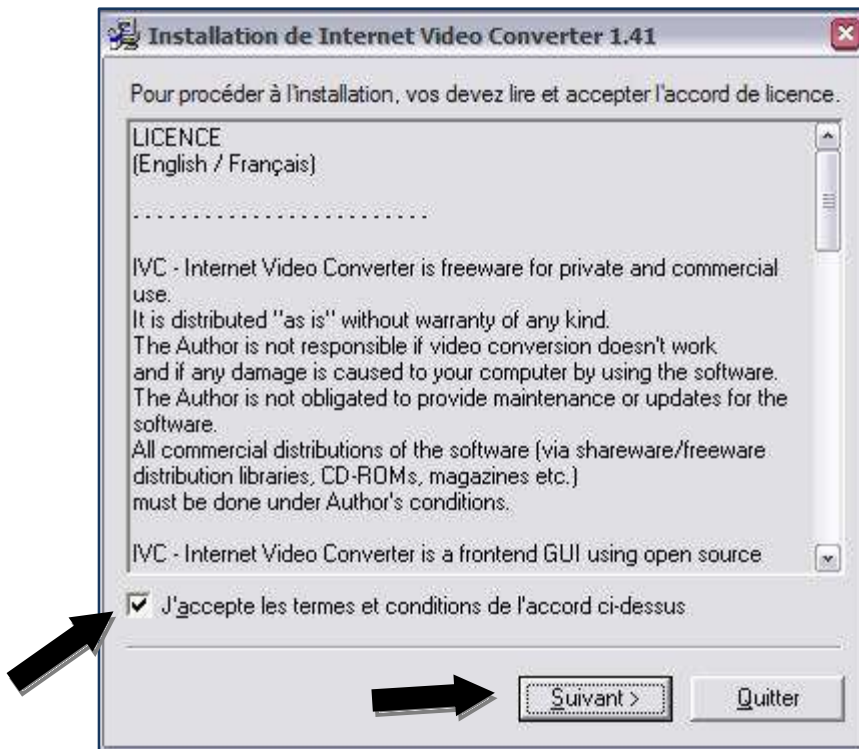 Installation de Internet Video Converter 1.41
Pour procéder à l'installation, vos devez lire et accepter l'accord de licence.
LICENCE
(English / Français)
. . . . . . . . . . . . . . . . . . . . . . . . .
IVC - Internet Video Converter is freeware for private and commercial
use.
It is distributed "as is" without warranty of any kind.
The Author is not responsible if video conversion doesn't work
and if any damage is caused to your computer by using the software.
The Author is not obligated to provide maintenance or updates for the
software.
All commercial distributions of the software (via shareware/freeware
distribution libraries, CD-ROMs, magazines etc.)
must be done under Author's conditions.
IVC - Internet Video Converter is a frontend GUI using open source
J'accepte les termes et conditions de l'accord ci-dessus
Suivant > Quitter